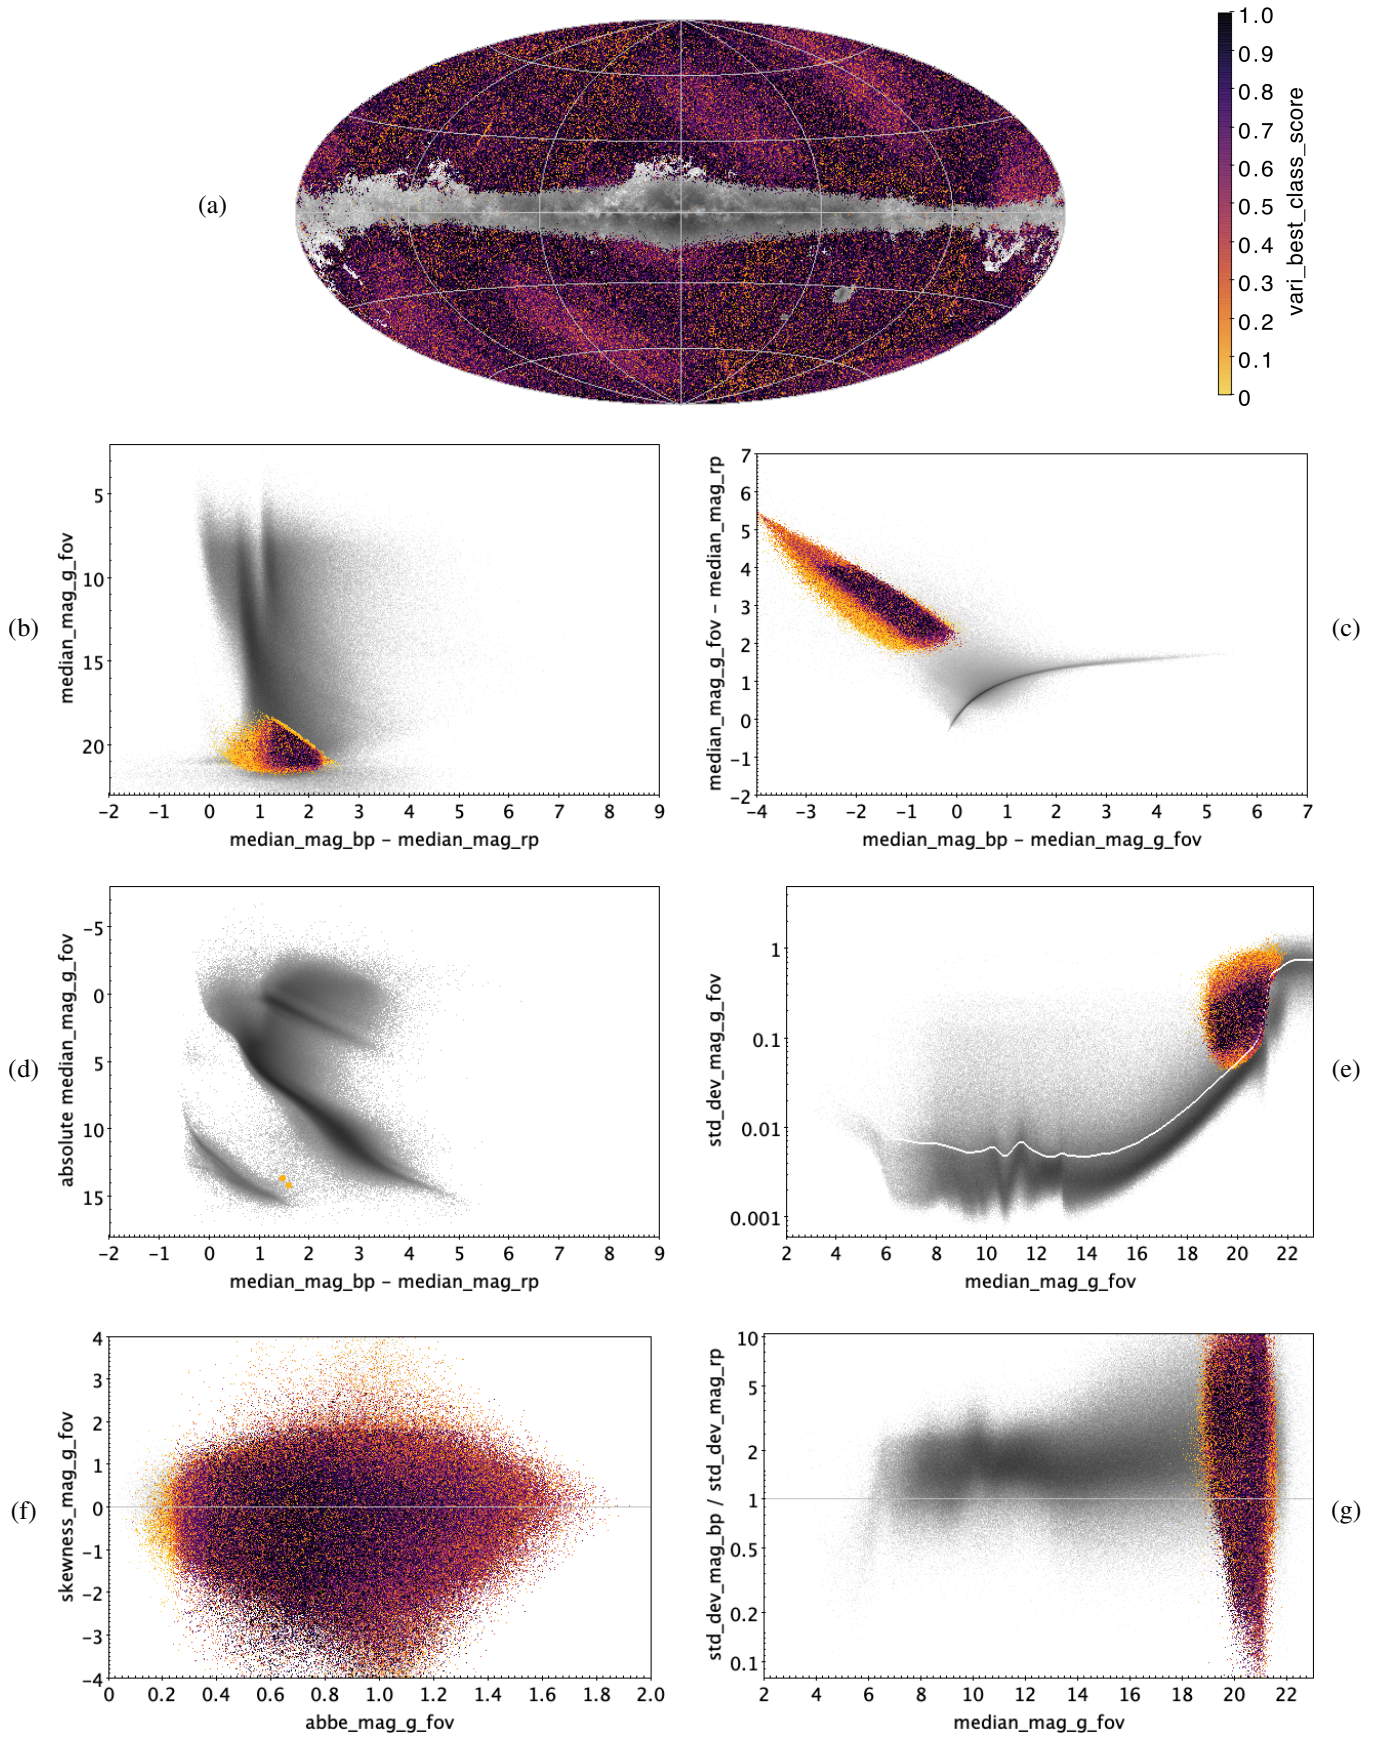 (a)
1.0
0.9
0.8
0.7
0.6
0.5
0.4
0.3
0.2
0.1
0
vari_best_class_score
(b)
median_mag_g_fov
5
10
15
20
-2 -1 0 1 2 3 4 5 6 7 8 9
median_mag_bp - median_mag_rp
median_mag_g_fov - median_mag_rp
7
6
5
4
3
2
1
0
-1
-2
-4 -3 -2 -1 0 1 2 3 4 5 6 7
median_mag_bp - median_mag_g_fov
(c)
(d)
absolute median_mag_g_fov
-5
0
5
10
15
-2 -1 0 1 2 3 4 5 6 7 8 9
median_mag_bp - median_mag_rp
std_dev_mag_g_fov
1
0.1
0.01
0.001
2 4 6 8 10 12 14 16 18 20 22
median_mag_g_fov
(e)
(f)
skewness_mag_g_fov
4
3
2
1
0
-1
-2
-3
-4
0 0.2 0.4 0.6 0.8 1.0 1.2 1.4 1.6 1.8 2.0
abbe_mag_g_fov
std_dev_mag_bp / std_dev_mag_rp
10
5
2
1
0.5
0.2
0.1
2 4 6 8 10 12 14 16 18 20 22
median_mag_g_fov
(g)